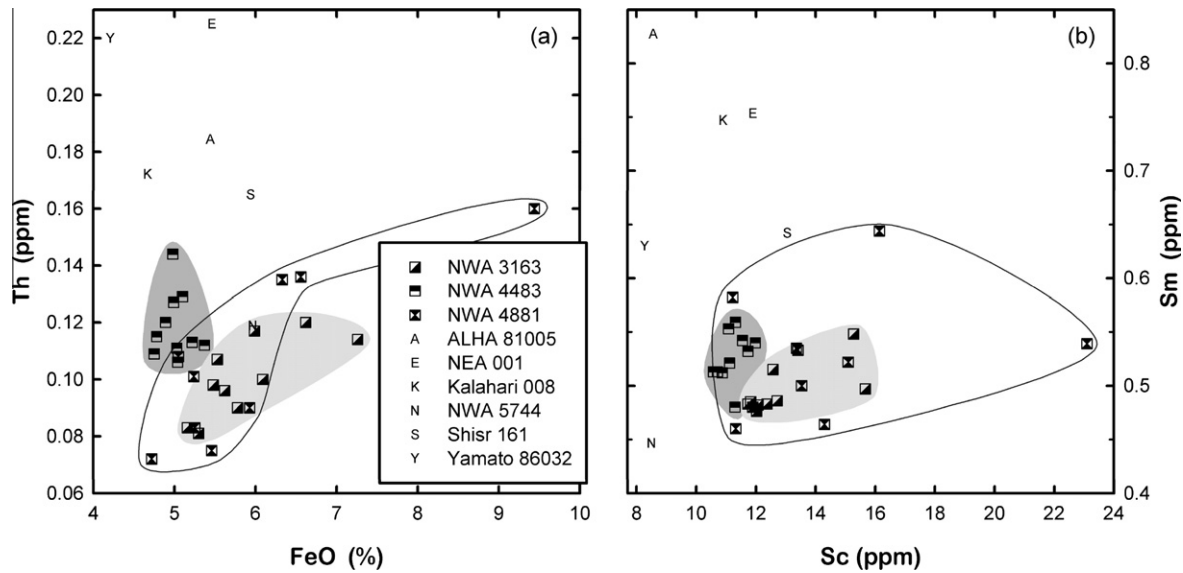 (a)
0.22
0.20
0.18
0.16
0.14
0.12
0.10
0.08
0.06
Th (ppm)
4 5 6 7 8 9 10
FeO (%)
Y
E
A
K
S
N
NWA 3163
NWA 4483
NWA 4881
A ALHA 81005
E NEA 001
K Kalahari 008
N NWA 5744
S Shisr 161
Y Yamato 86032
(b)
A
K E
Y
S
N
0.8
0.7
0.6
0.5
0.4
Sm (ppm)
8 10 12 14 16 18 20 22 24
Sc (ppm)